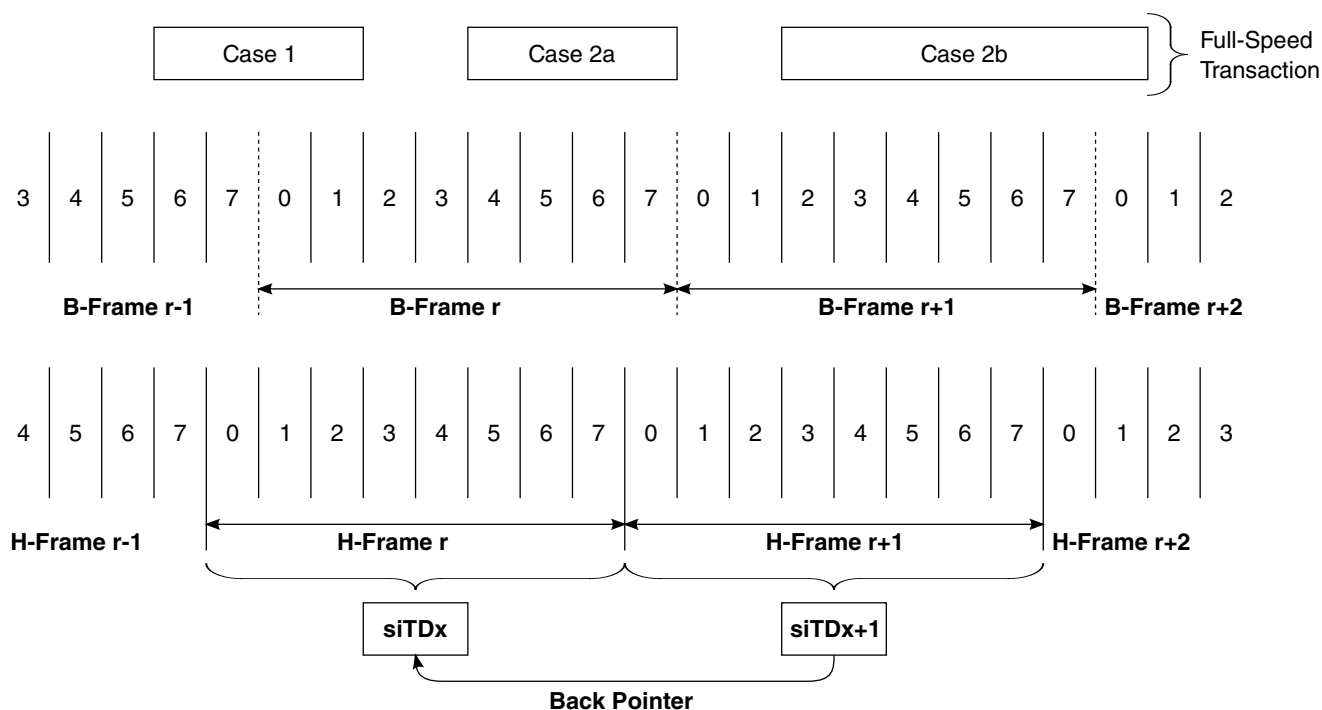 Case 1 Case 2a Case 2b Full-Speed
Transaction
3 4 5 6 7 0 1 2 3 4 5 6 7 0 1 2 3 4 5 6 7 0 1 2
B-Frame r-1 B-Frame r B-Frame r+1 B-Frame r+2
4 5 6 7 0 1 2 3 4 5 6 7 0 1 2 3 4 5 6 7 0 1 2 3
H-Frame r-1 H-Frame r H-Frame r+1 H-Frame r+2
siTDx siTDx+1
Back Pointer